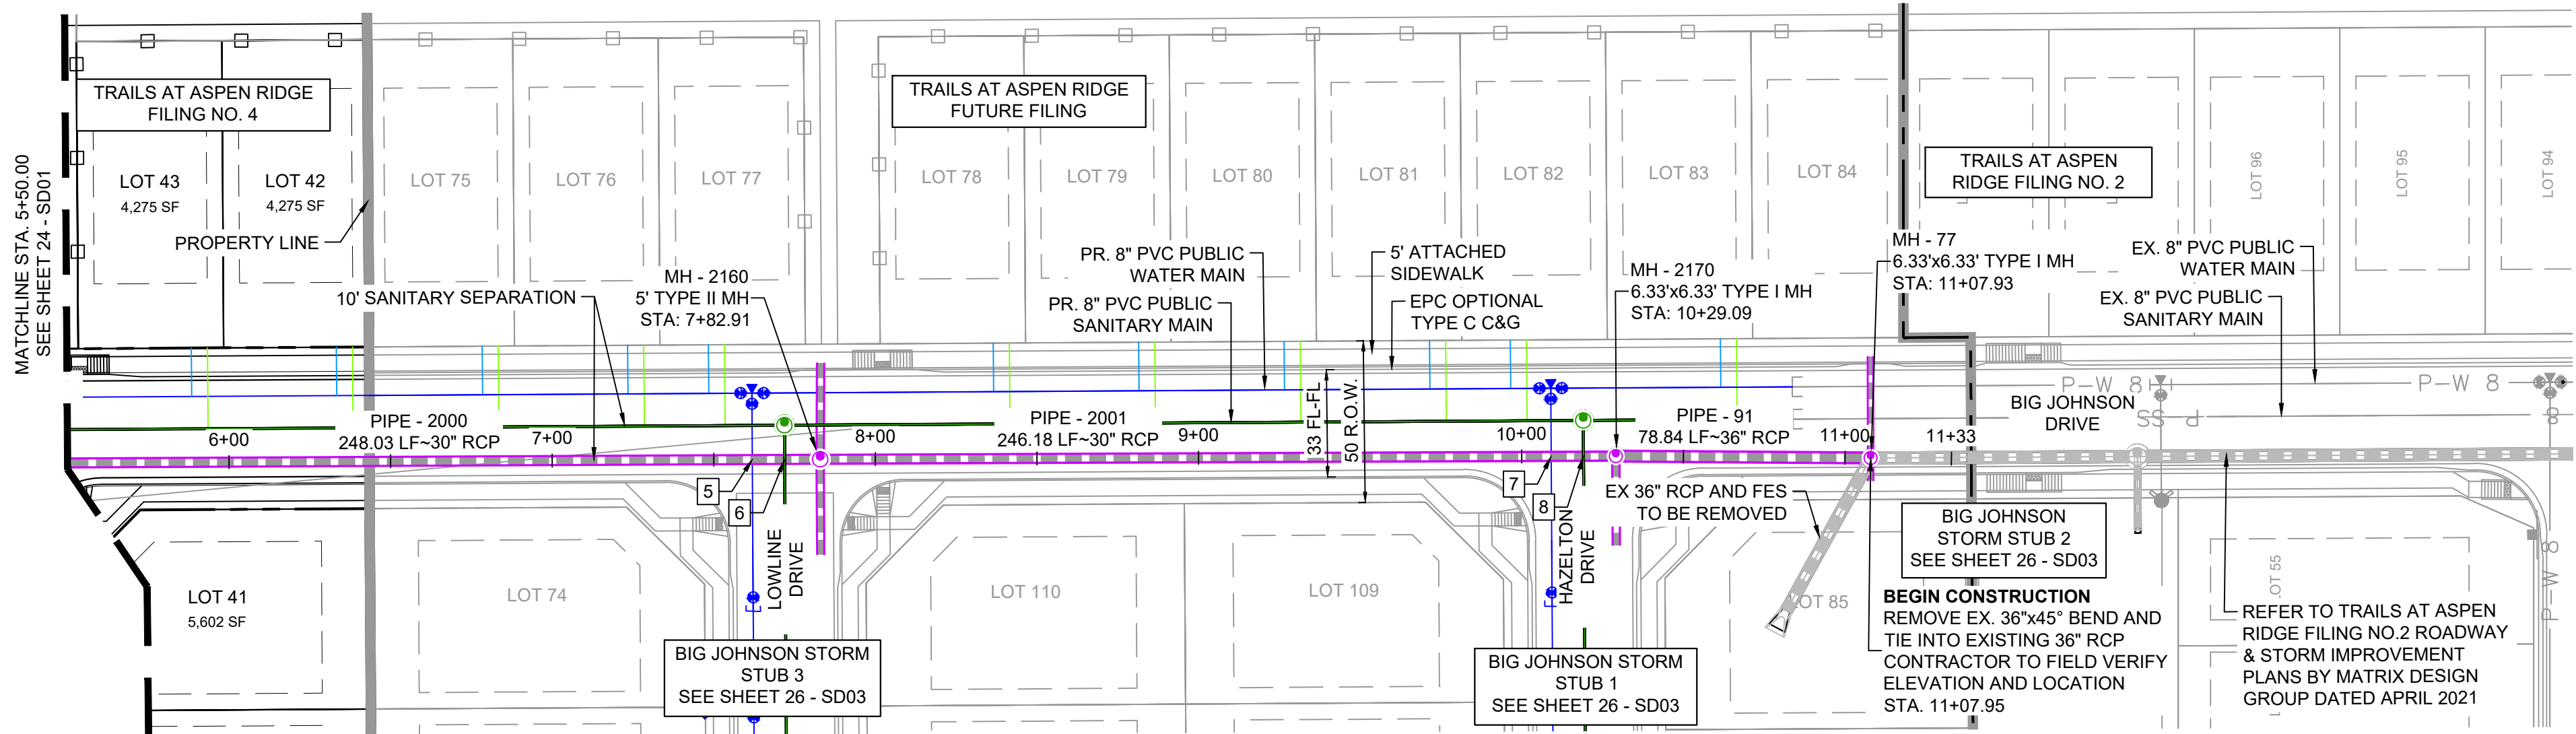 MATCHLINE STA. 5+50.00
SEE SHEET 24 - SD01
TRAILS AT ASPEN RIDGE
FILING NO. 4
LOT 43
4,275 SF
LOT 42
4,275 SF
PROPERTY LINE
LOT 75
LOT 76
LOT 77
TRAILS AT ASPEN RIDGE
FUTURE FILING
LOT 78
LOT 79
LOT 80
LOT 81
LOT 82
LOT 83
LOT 84
TRAILS AT ASPEN
RIDGE FILING NO. 2
LOT 96
LOT 95
LOT 94
10' SANITARY SEPARATION
MH - 2160
5' TYPE II MH
STA: 7+82.91
PR. 8" PVC PUBLIC
WATER MAIN
PR. 8" PVC PUBLIC
SANITARY MAIN
5' ATTACHED
SIDEWALK
EPC OPTIONAL
TYPE C C&G
MH - 2170
6.33'x6.33' TYPE I MH
STA: 10+29.09
MH - 77
6.33'x6.33' TYPE I MH
STA: 11+07.93
EX. 8" PVC PUBLIC
WATER MAIN
EX. 8" PVC PUBLIC
SANITARY MAIN
P-W 8
P-W 8
BIG JOHNSON
DRIVE
P-SS
8
P-W 8
PIPE - 2000
248.03 LF~30" RCP
PIPE - 2001
246.18 LF~30" RCP
PIPE - 91
78.84 LF~36" RCP
6+00
7+00
8+00
9+00
10+00
11+00
11+33
33 FL-FL
50 R.O.W.
5
6
7
8
EX 36" RCP AND FES
TO BE REMOVED
LOWLINE
DRIVE
HAZELTON
DRIVE
LOT 41
5,602 SF
LOT 74
LOT 110
LOT 109
LOT 85
LOT 55
BIG JOHNSON STORM
STUB 3
SEE SHEET 26 - SD03
BIG JOHNSON STORM
STUB 1
SEE SHEET 26 - SD03
BIG JOHNSON
STORM STUB 2
SEE SHEET 26 - SD03
BEGIN CONSTRUCTION
REMOVE EX. 36"x45° BEND AND
TIE INTO EXISTING 36" RCP
CONTRACTOR TO FIELD VERIFY
ELEVATION AND LOCATION
STA. 11+07.95
REFER TO TRAILS AT ASPEN
RIDGE FILING NO.2 ROADWAY
& STORM IMPROVEMENT
PLANS BY MATRIX DESIGN
GROUP DATED APRIL 2021